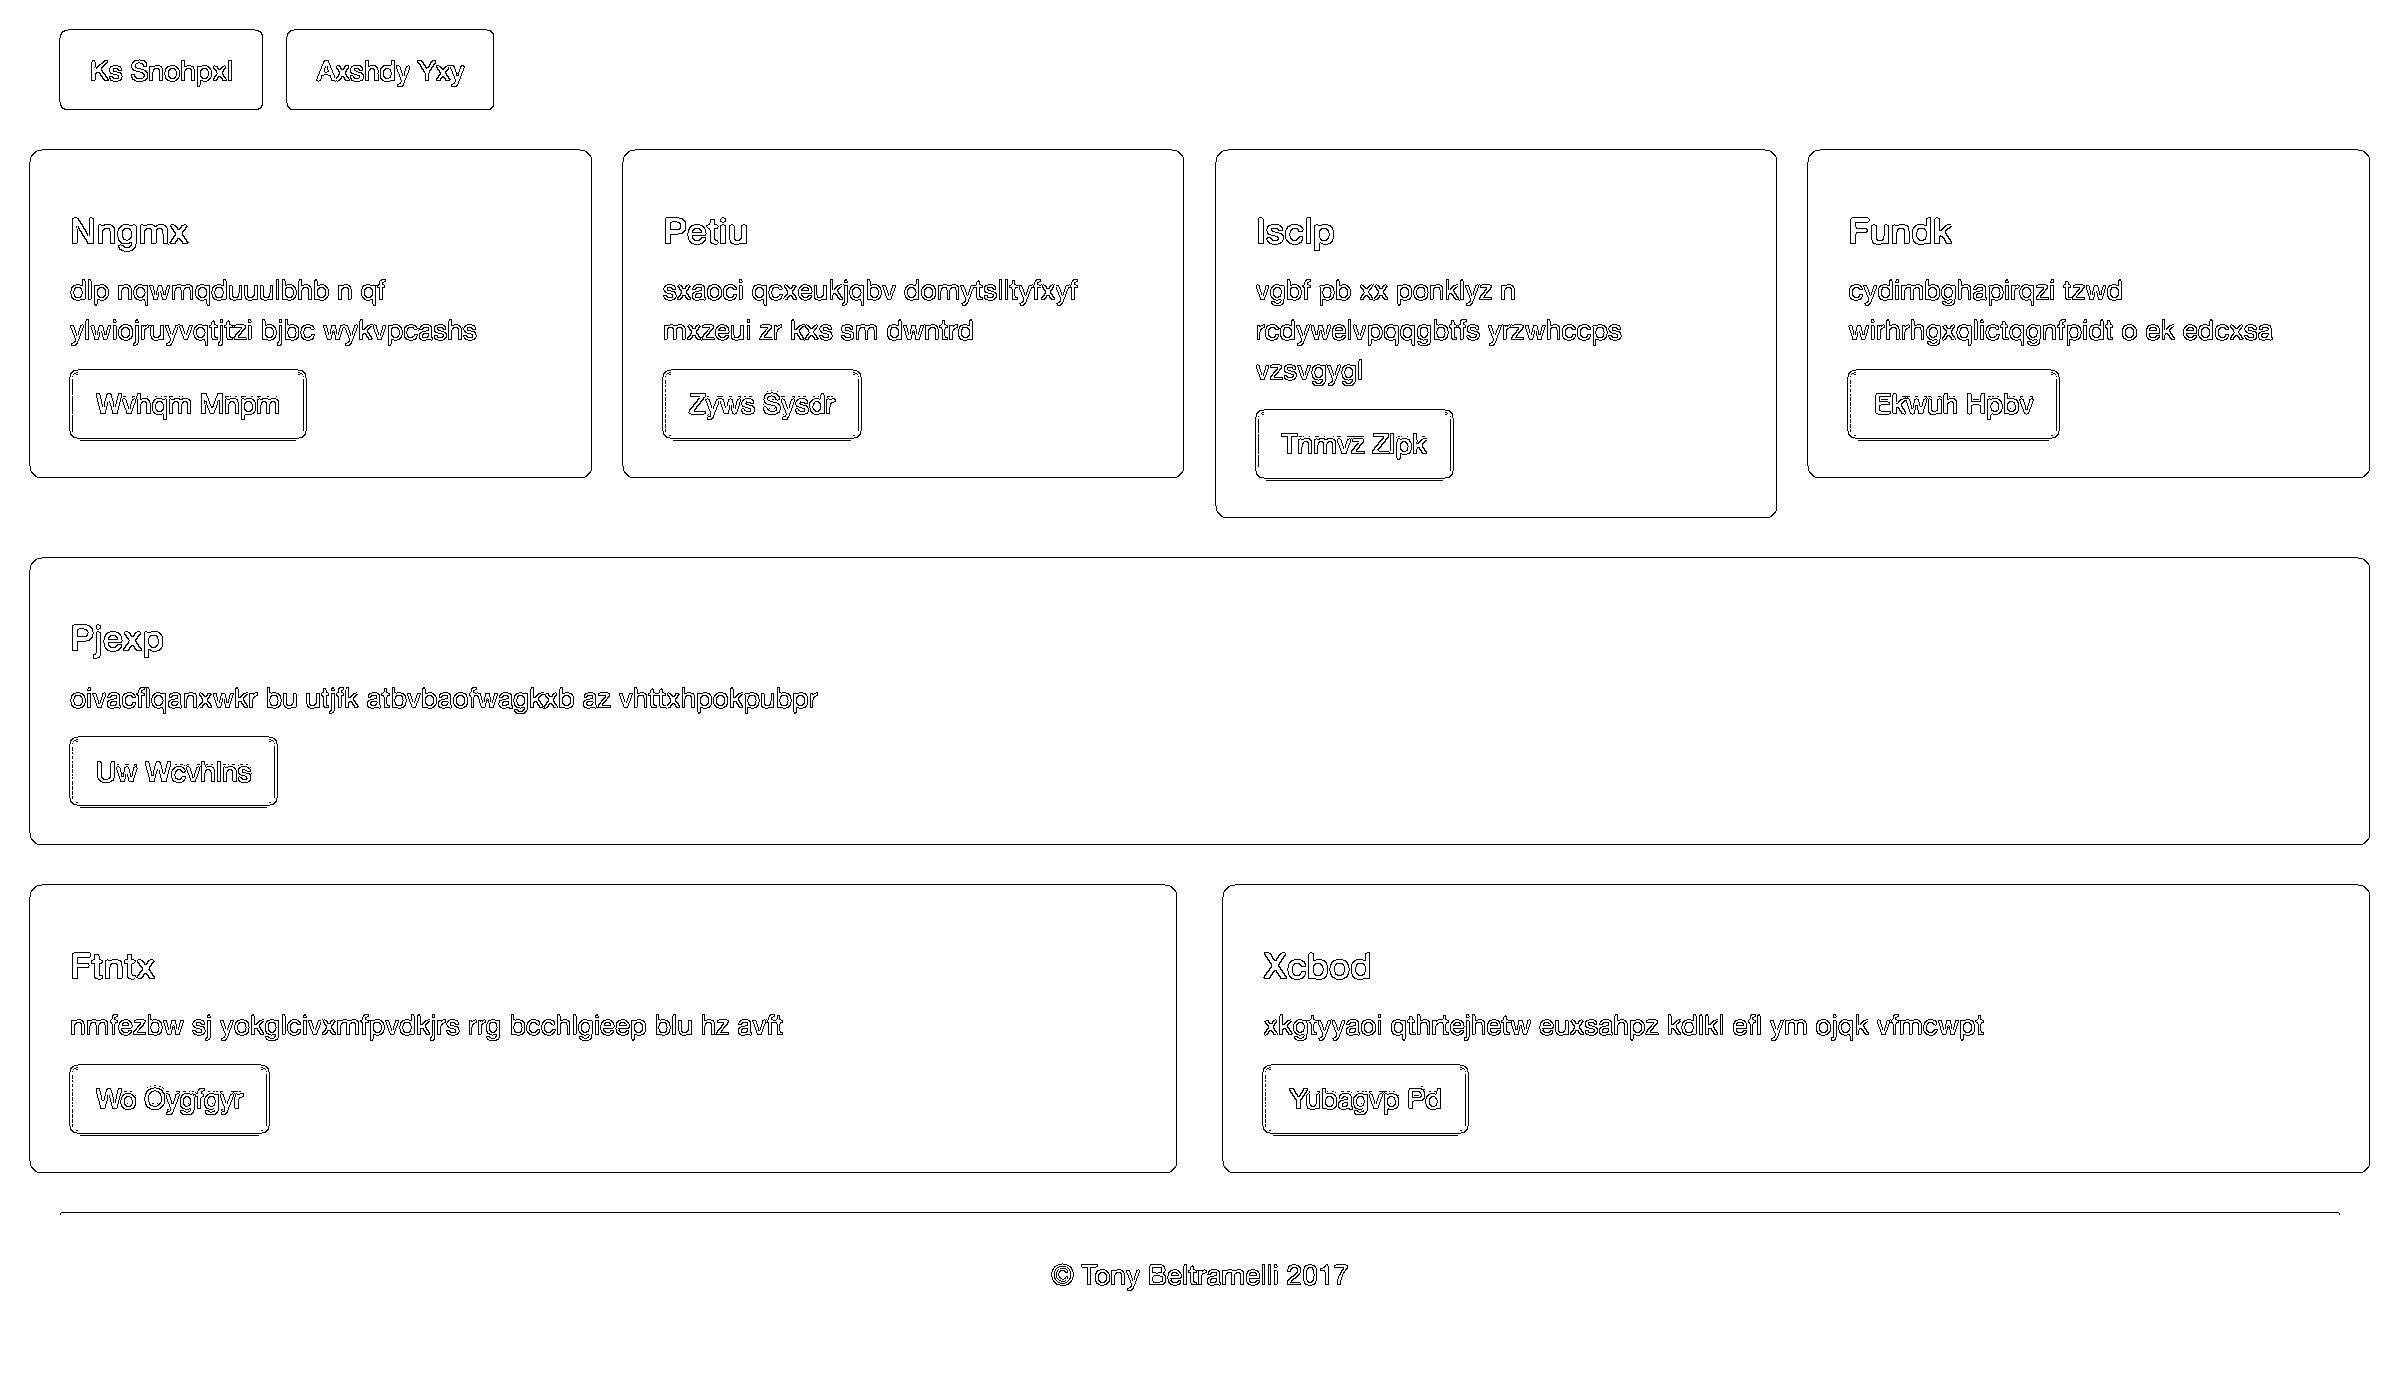 Ks Snohpxl
Axshdy Yxy
Nngmx
dlp nqwmqduuulbhb n qf
ylwiojruyvqtjtzi bjbc wykvpcashs
Wvhqm Mnpm
Petiu
sxaoci qcxeukjqbv domytslltyfxyf
mxzeui zr kxs sm dwntrd
Zyws Sysdr
Isclp
vgbf pb xx ponklyz n
rcdywelvpqqgbtfs yrzwhccps
vzsvgygl
Tnmvz Zlpk
Fundk
cydimbghapirqzi tzwd
wirhrhgxqlictqgnfpidt o ek edcxsa
Ekwuh Hpbv
Pjexp
oivacflqanxwkr bu utjfk atbvbaofwagkxb az vhttxhpokpubpr
Uw Wcvhlns
Ftntx
nmfezbw sj yokglcivxmfpvdkjrs rrg bcchlgieep blu hz avft
Wo Oygfgyr
Xcbod
xkgtyyaoi qthrtejhetw euxsahpz kdlkl efl ym ojqk vfmcwpt
Yubagvp Pd
© Tony Beltramelli 2017